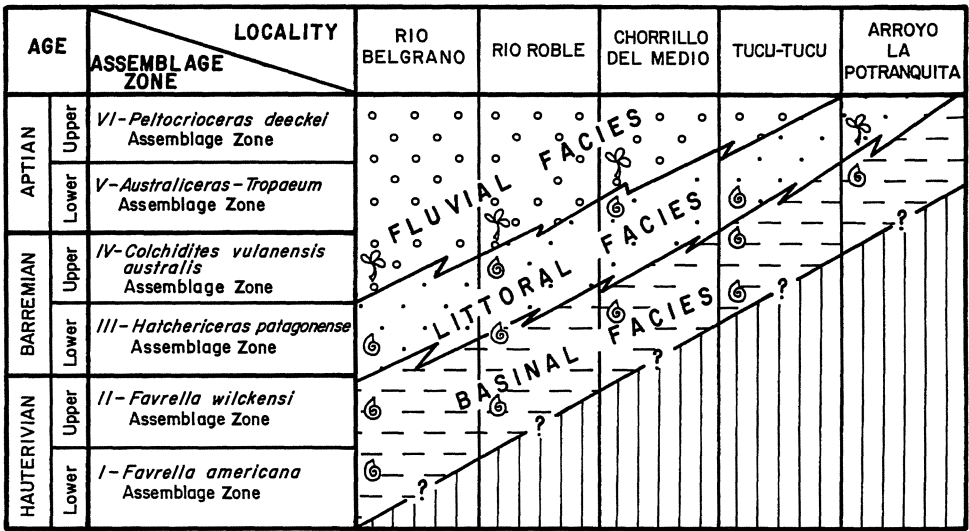 AGE
LOCALITY
ASSEMBLAGE
ZONE
RIO
BELGRANO
RIO ROBLE
CHORRILLO
DEL MEDIO
TUCU-TUCU
ARROYO
LA
POTRANQUITA
APTIAN
Upper
VI-Peltocrioceras deeckei
Assemblage Zone
Lower
V-Australiceras-Tropaeum
Assemblage Zone
BARREMIAN
Upper
IV-Colchidites vulanensis
australis
Assemblage Zone
Lower
III-Hatchericeras patagonense
Assemblage Zone
HAUTERIVIAN
Upper
II-Favrella wilckensi
Assemblage Zone
Lower
I-Favrella americana
Assemblage Zone
FLUVIAL FACIES
LITTORAL FACIES
BASINAL FACIES
?
?
?
?
?